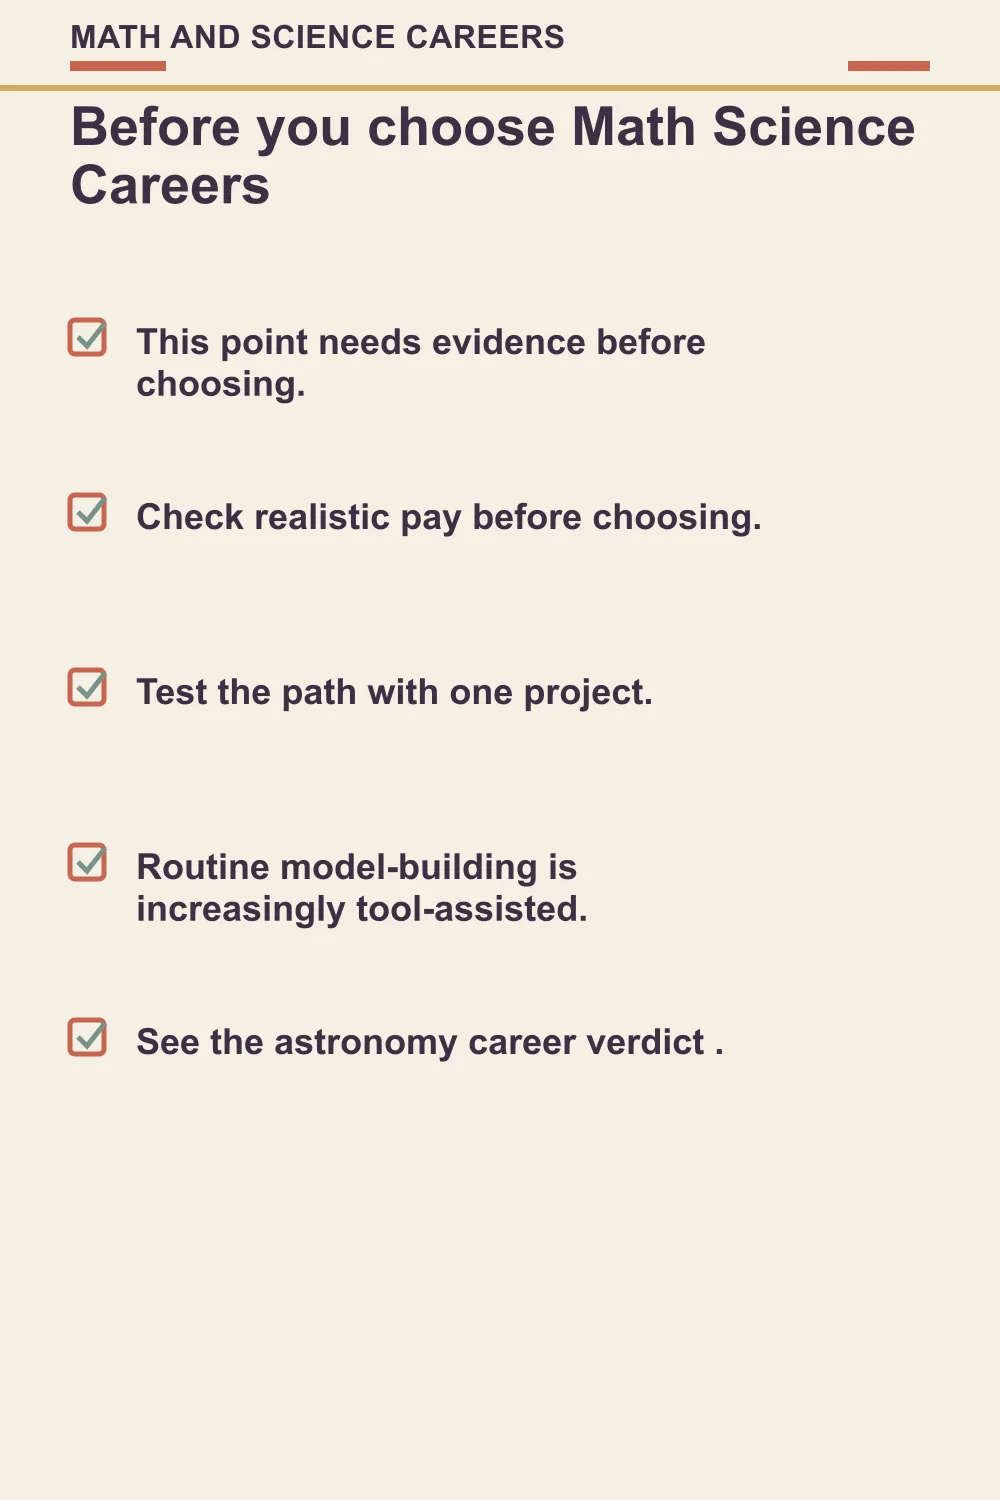 MATH AND SCIENCE CAREERS
Before you choose Math Science
Careers
This point needs evidence before
choosing.
Check realistic pay before choosing.
Test the path with one project.
Routine model-building is
increasingly tool-assisted.
See the astronomy career verdict .